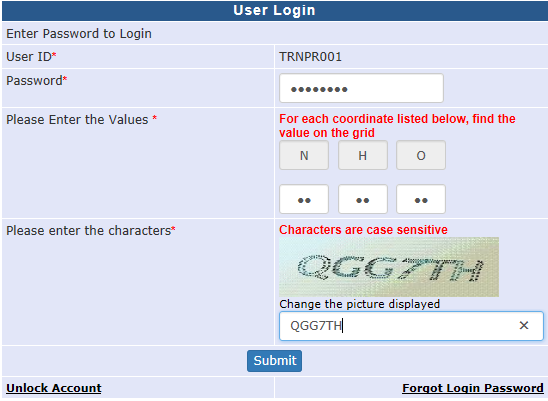 User Login
Enter Password to Login
User ID*
TRNPR001
Password*
••••••••
Please Enter the Values *
For each coordinate listed below, find the
value on the grid
N H O
•• •• ••
Please enter the characters*
Characters are case sensitive
QGG7TH
Change the picture displayed
QGG7TH ×
Submit
Unlock Account
Forgot Login Password